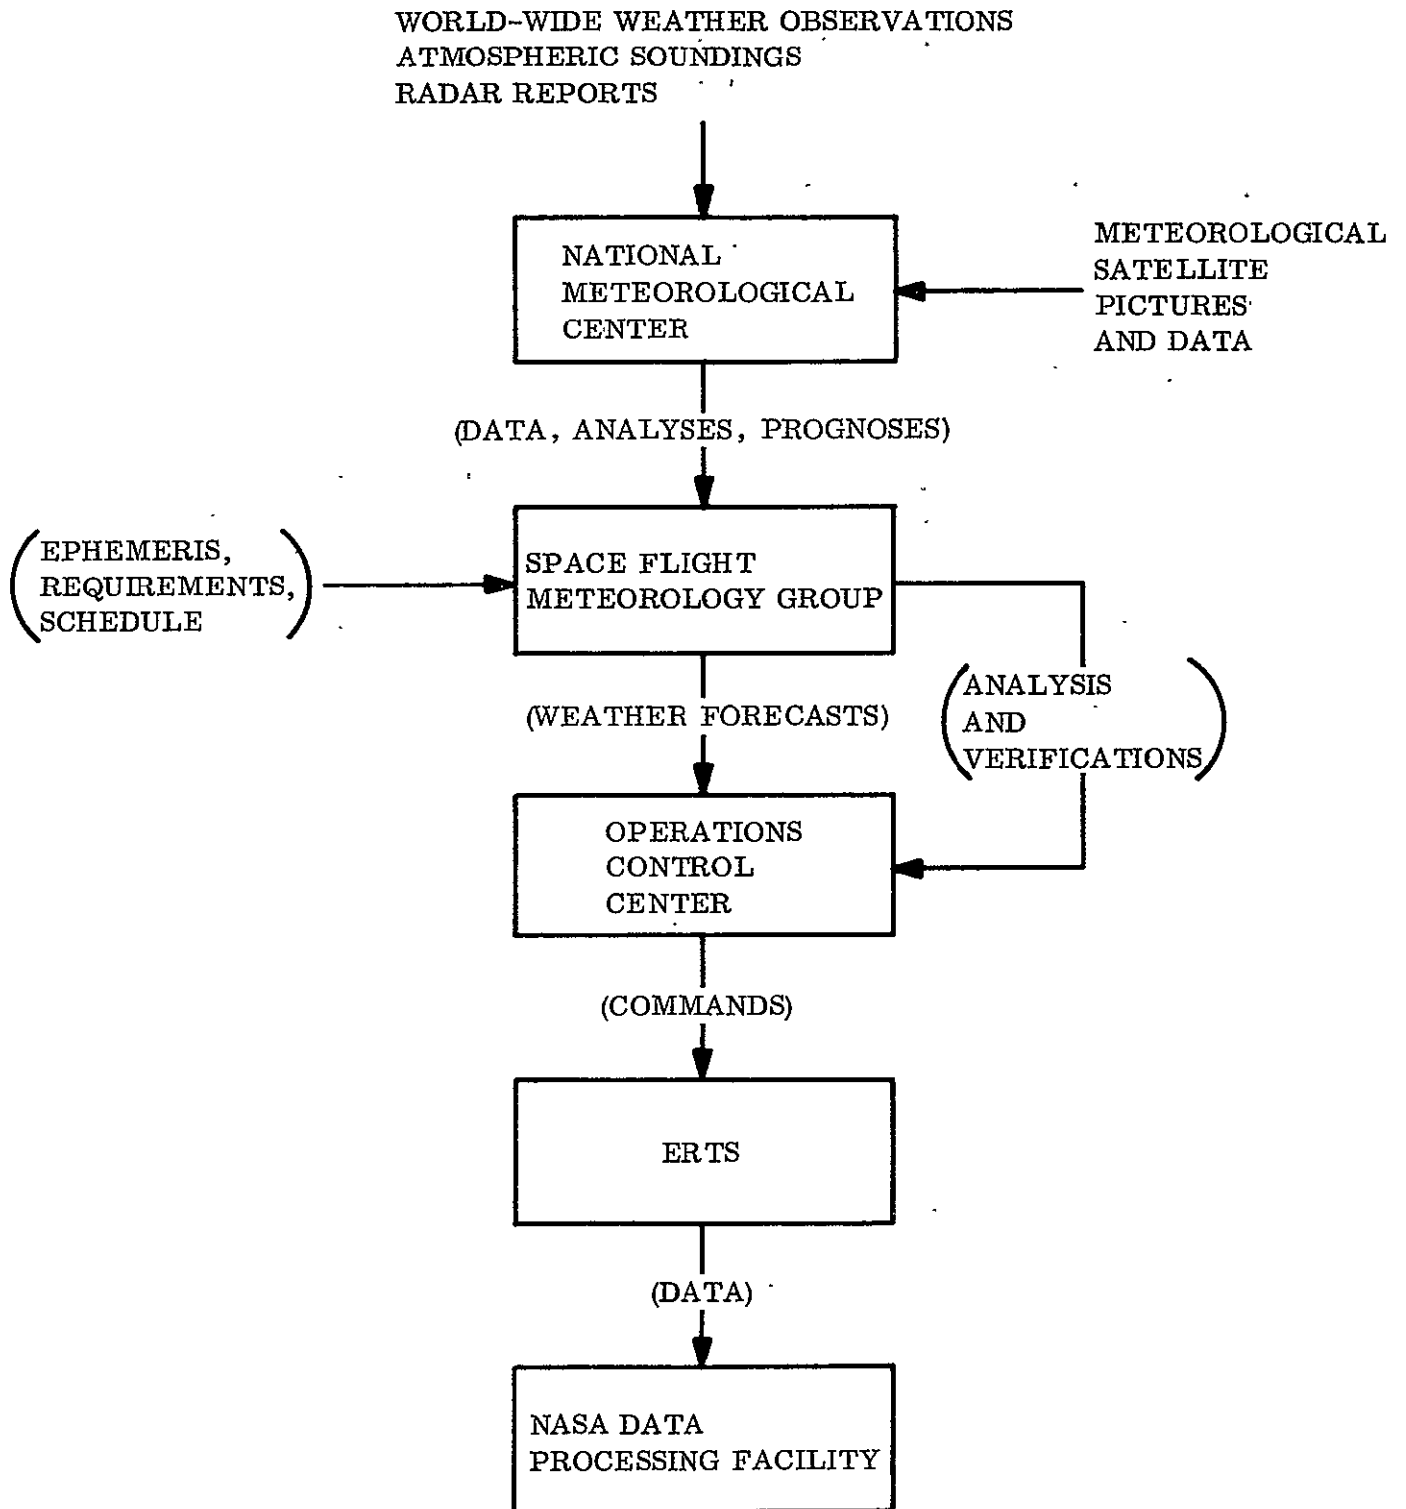 WORLD-WIDE WEATHER OBSERVATIONS
ATMOSPHERIC SOUNDINGS
RADAR REPORTS
NATIONAL
METEOROLOGICAL
CENTER
METEOROLOGICAL
SATELLITE
PICTURES
AND DATA
(DATA, ANALYSES, PROGNOSES)
(EPHEMERIS,
REQUIREMENTS,
SCHEDULE)
SPACE FLIGHT
METEOROLOGY GROUP
(WEATHER FORECASTS)
(ANALYSIS
AND
VERIFICATIONS)
OPERATIONS
CONTROL
CENTER
(COMMANDS)
ERTS
(DATA)
NASA DATA
PROCESSING FACILITY